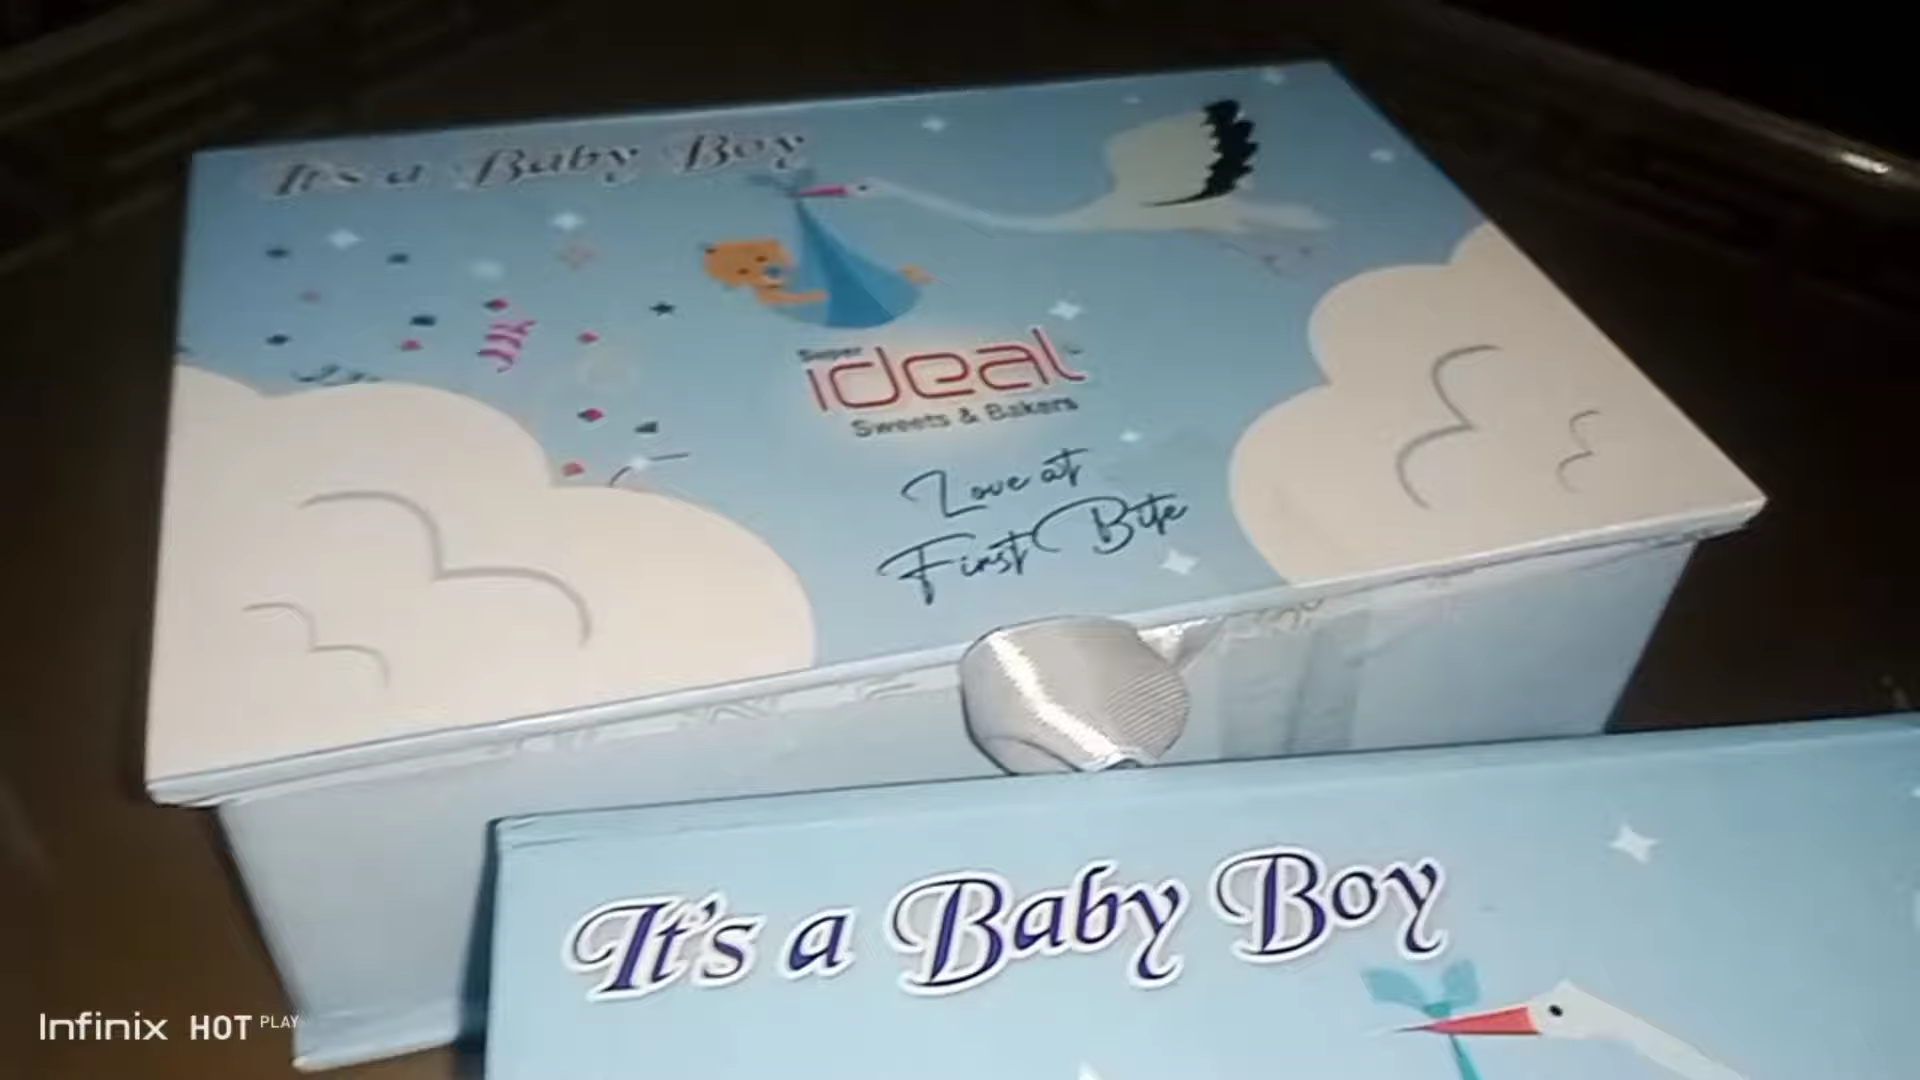 It's a Baby Boy
Super
ideal
Sweets & Bakers
Love at
First Bite
It's a Baby Boy
Infinix HOT PLAY